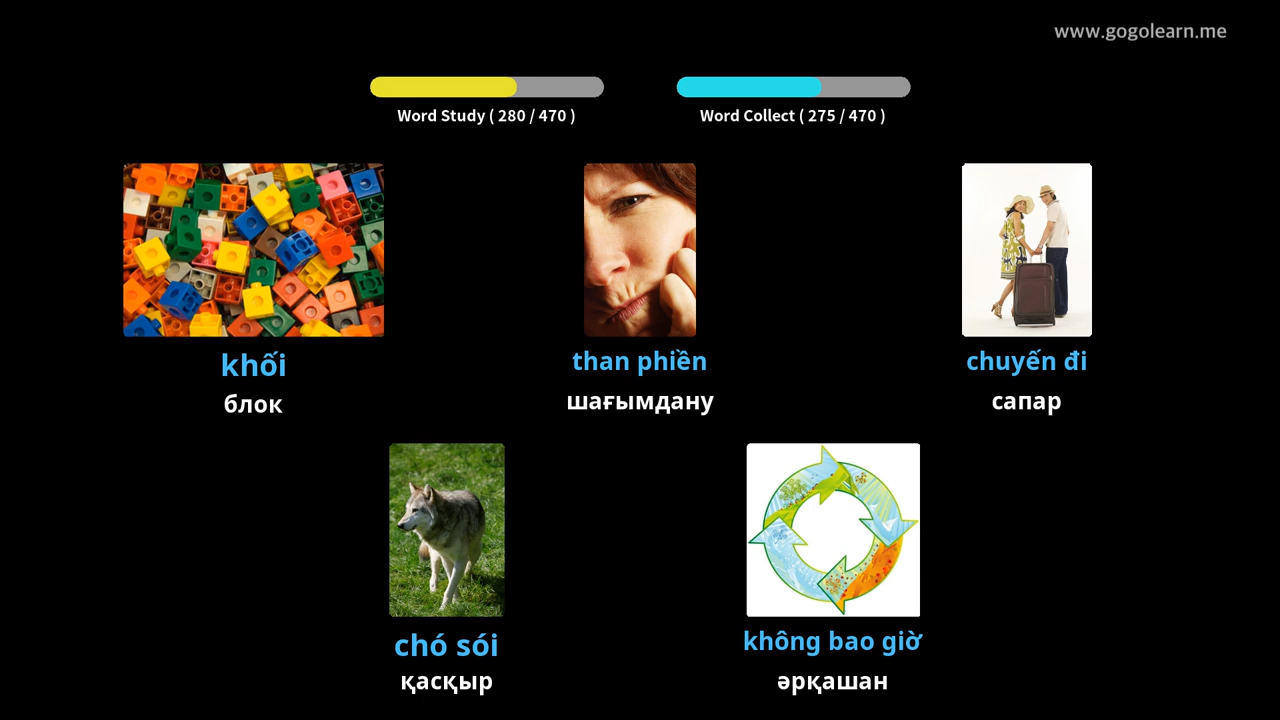 www.gogolearn.me
Word Study ( 280 / 470 )
Word Collect ( 275 / 470 )
khối
блок
than phiền
шағымдану
chuyến đi
сапар
chó sói
қасқыр
không bao giờ
әрқашан